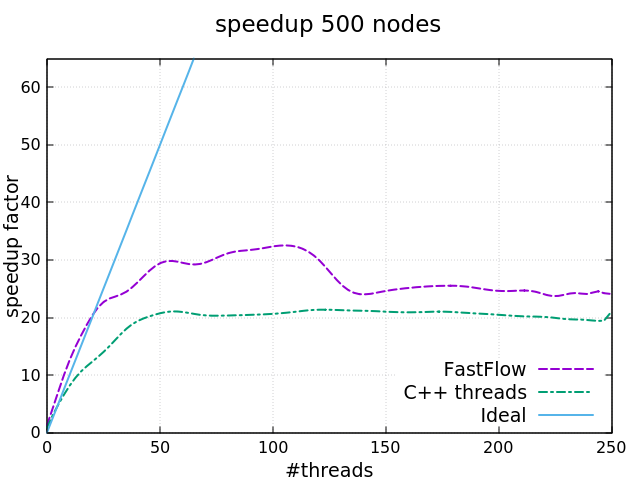 speedup 500 nodes
speedup factor
60
50
40
30
20
10
0
FastFlow
C++ threads
Ideal
0 50 100 150 200 250
#threads